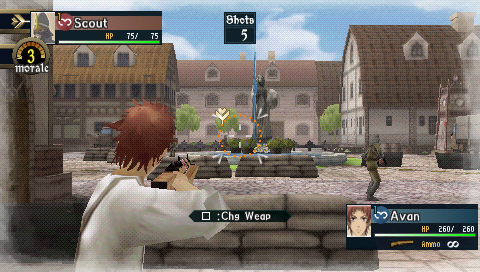 Scout
HP 75/ 75
3
morale
Shots
5
□ :Chg Weap
Avan
HP 260/ 260
Ammo ∞